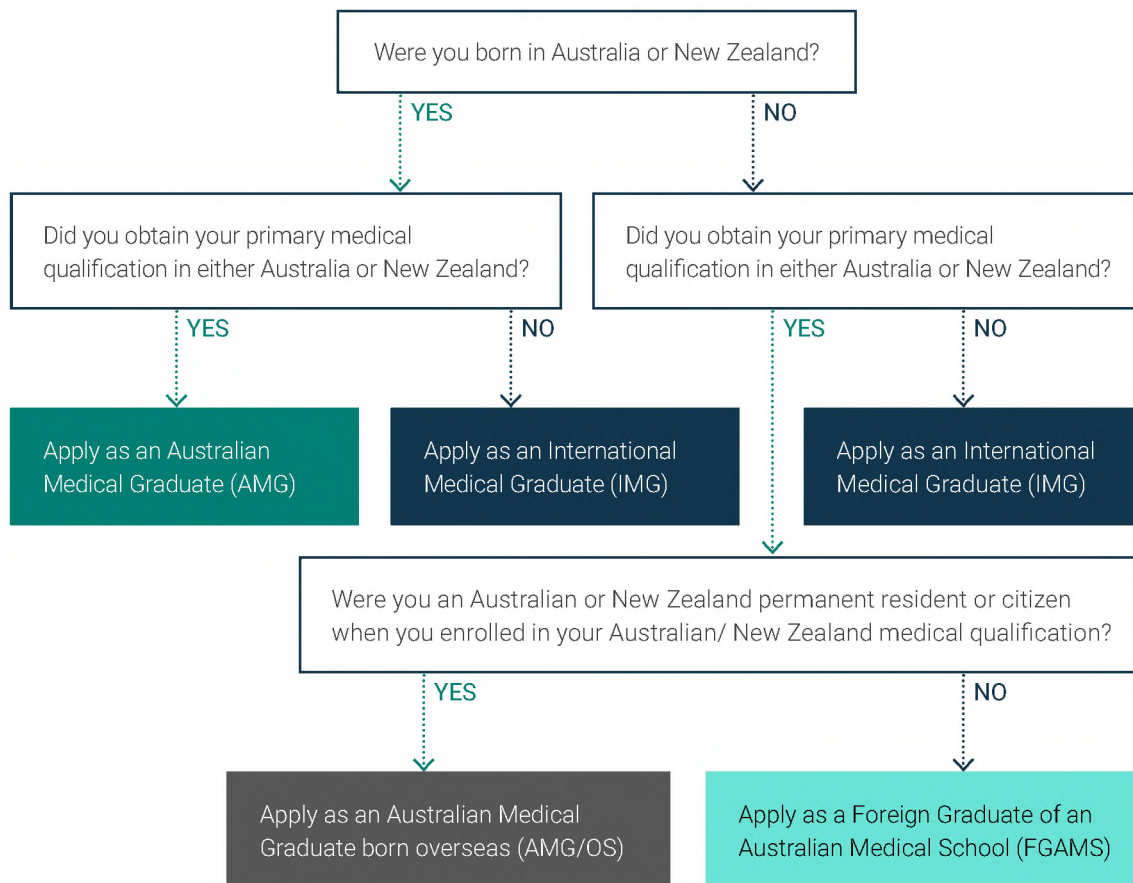 Were you born in Australia or New Zealand?
YES
NO
Did you obtain your primary medical
qualification in either Australia or New Zealand?
Did you obtain your primary medical
qualification in either Australia or New Zealand?
YES
NO
YES
NO
Apply as an Australian
Medical Graduate (AMG)
Apply as an International
Medical Graduate (IMG)
Apply as an International
Medical Graduate (IMG)
Were you an Australian or New Zealand permanent resident or citizen
when you enrolled in your Australian/ New Zealand medical qualification?
YES
NO
Apply as an Australian Medical
Graduate born overseas (AMG/OS)
Apply as a Foreign Graduate of an
Australian Medical School (FGAMS)